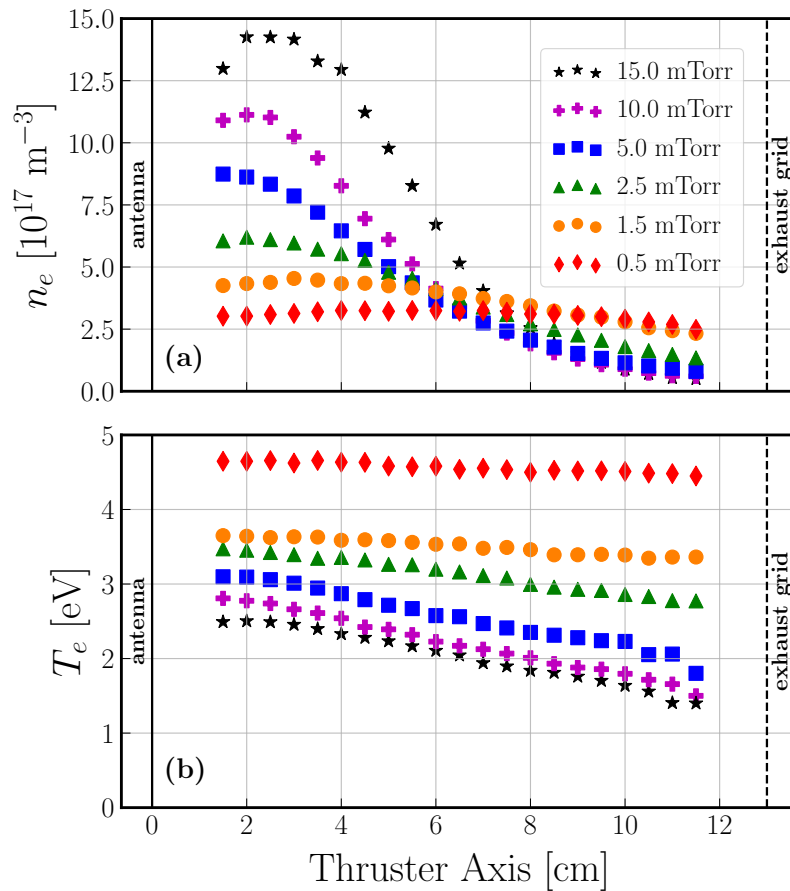 15.0
12.5
10.0
7.5
5.0
2.5
0.0
n_e [10^17 m^−3]
antenna
exhaust grid
15.0 mTorr
10.0 mTorr
5.0 mTorr
2.5 mTorr
1.5 mTorr
0.5 mTorr
(a)
5
4
3
2
1
0
T_e [eV]
antenna
exhaust grid
(b)
0 2 4 6 8 10 12
Thruster Axis [cm]